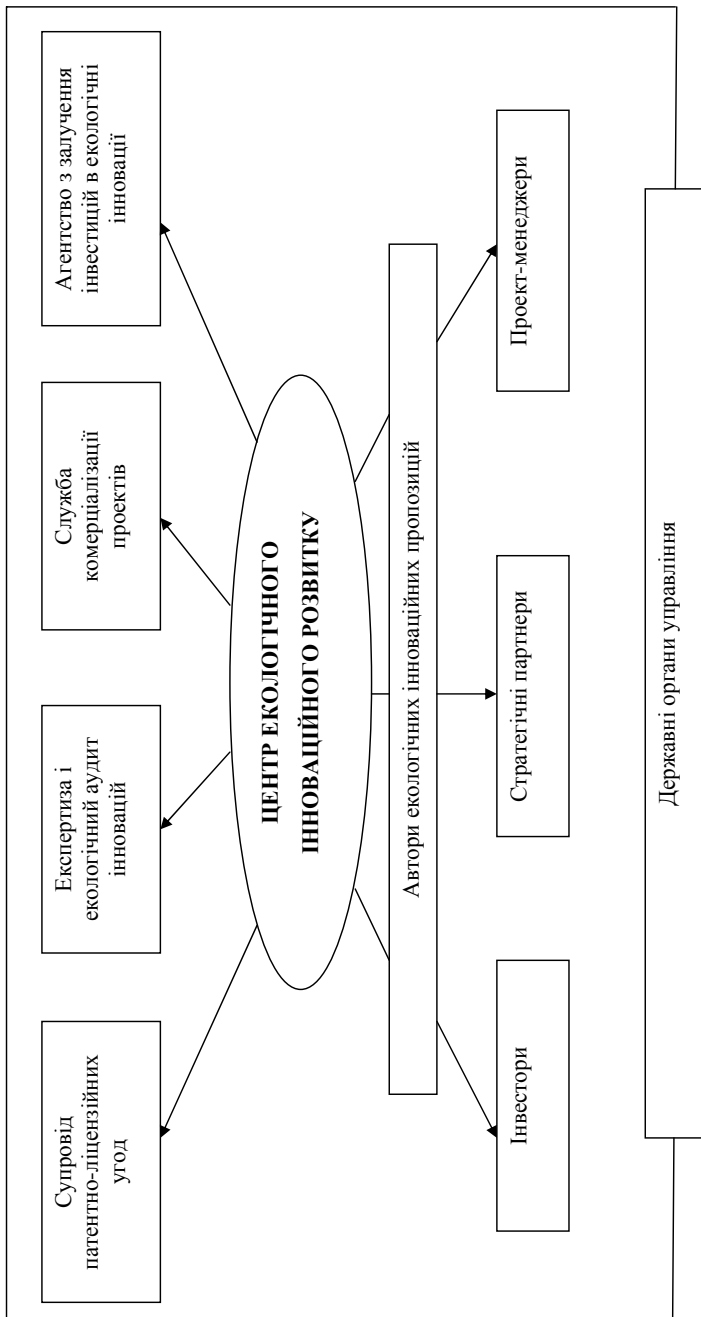 Супровід
патентно-ліцензійних
угод
Експертиза і
екологічний аудит
інновацій
Служба
комерціалізації
проектів
Агентство з залучення
інвестицій в екологічні
інновації
ЦЕНТР ЕКОЛОГІЧНОГО
ІННОВАЦІЙНОГО РОЗВИТКУ
Автори екологічних інноваційних пропозицій
Інвестори
Стратегічні партнери
Проект-менеджери
Державні органи управління